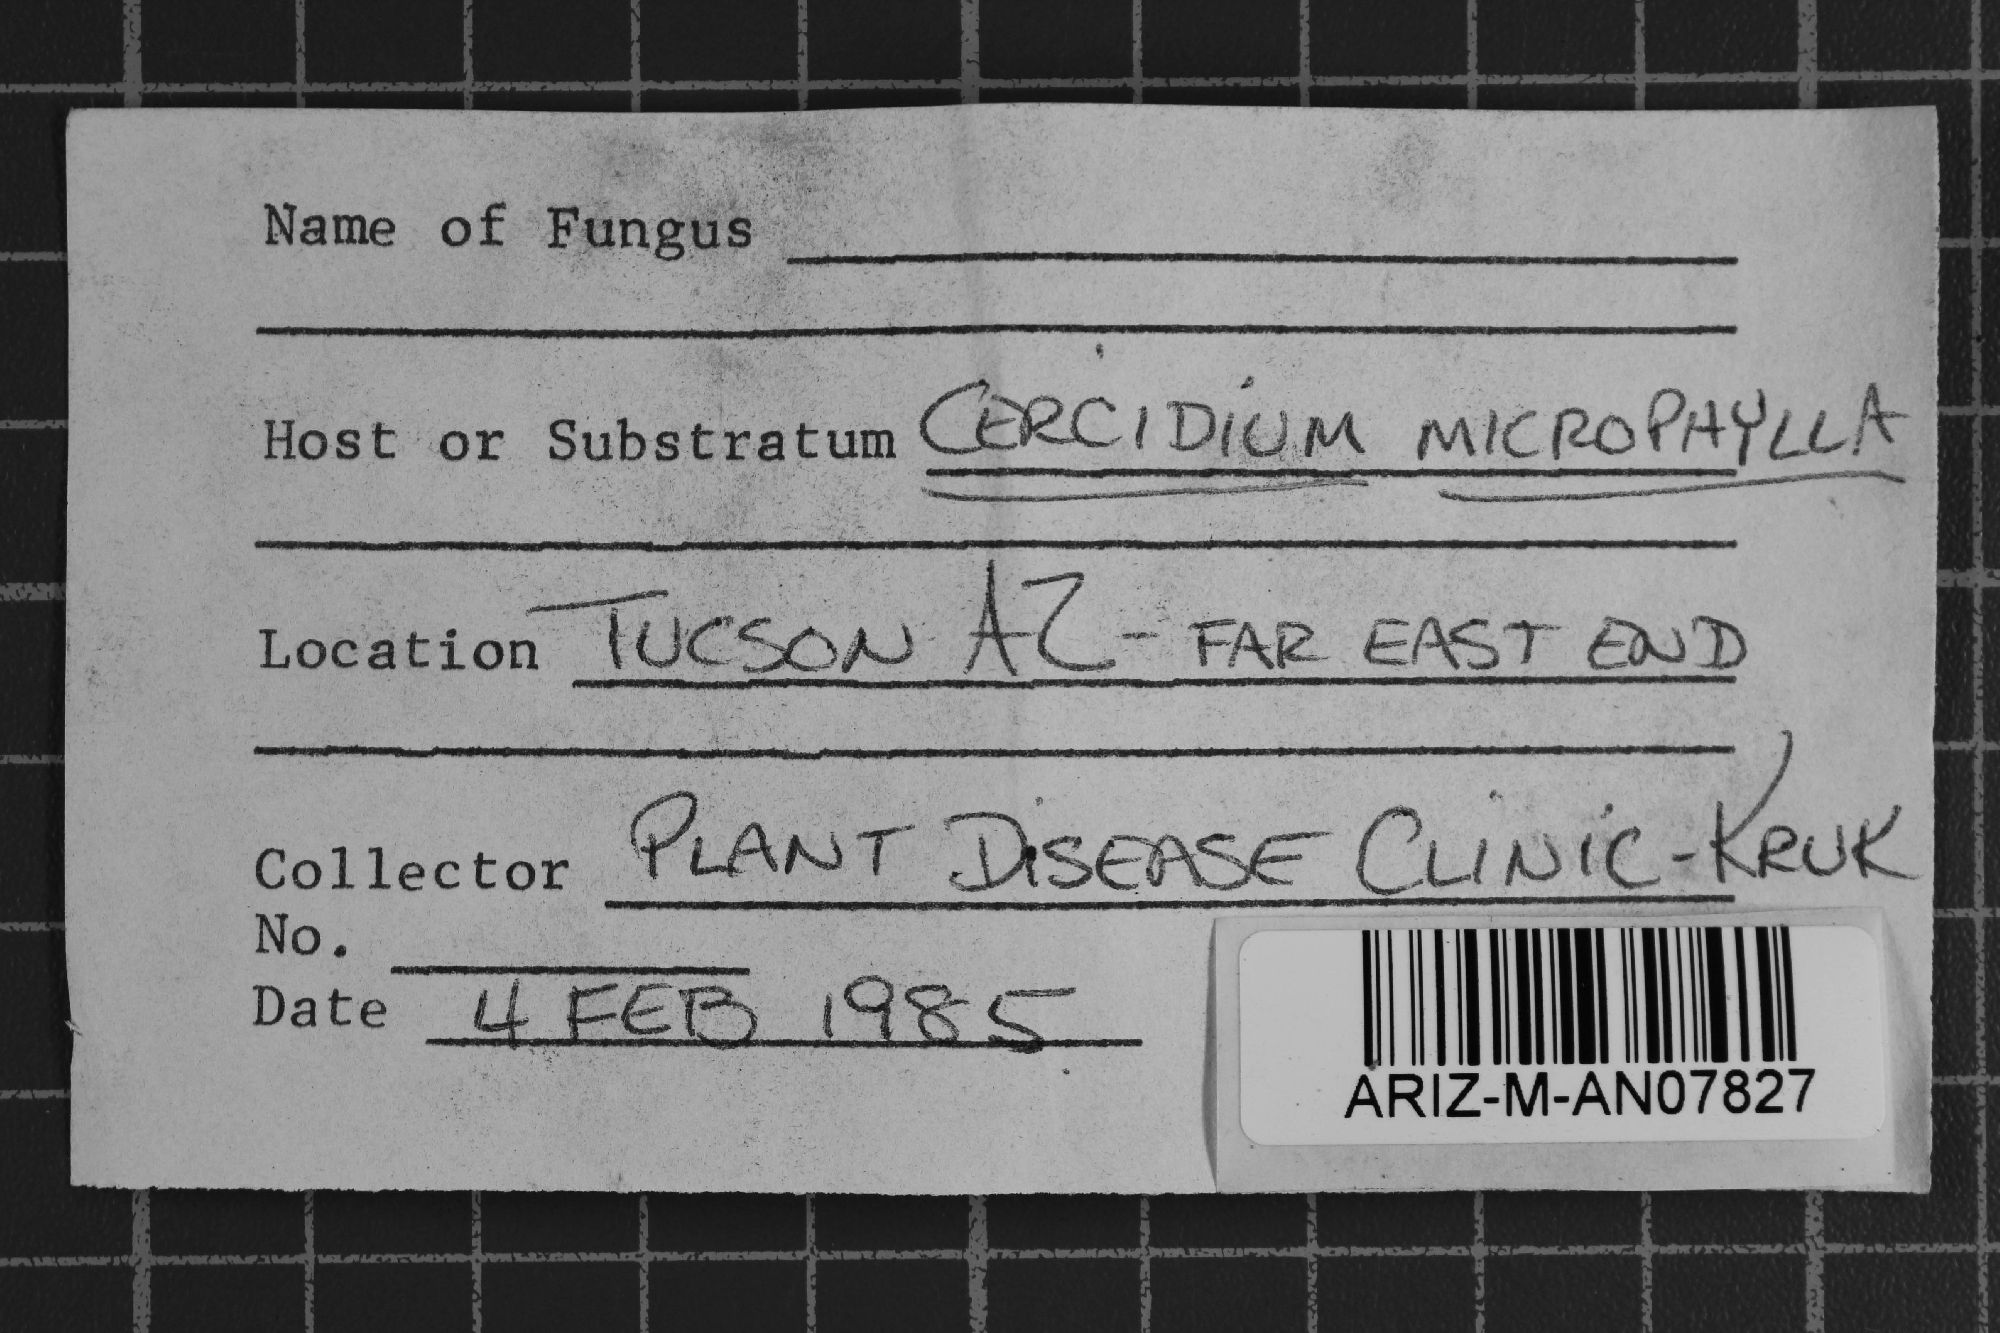 Name of Fungus
Host or Substratum CERCIDIUM MICROPHYLLA
Location TUCSON AZ - FAR EAST END
Collector PLANT DISEASE CLINIC - KRUK
No.
Date 4 FEB 1985
ARIZ-M-AN07827